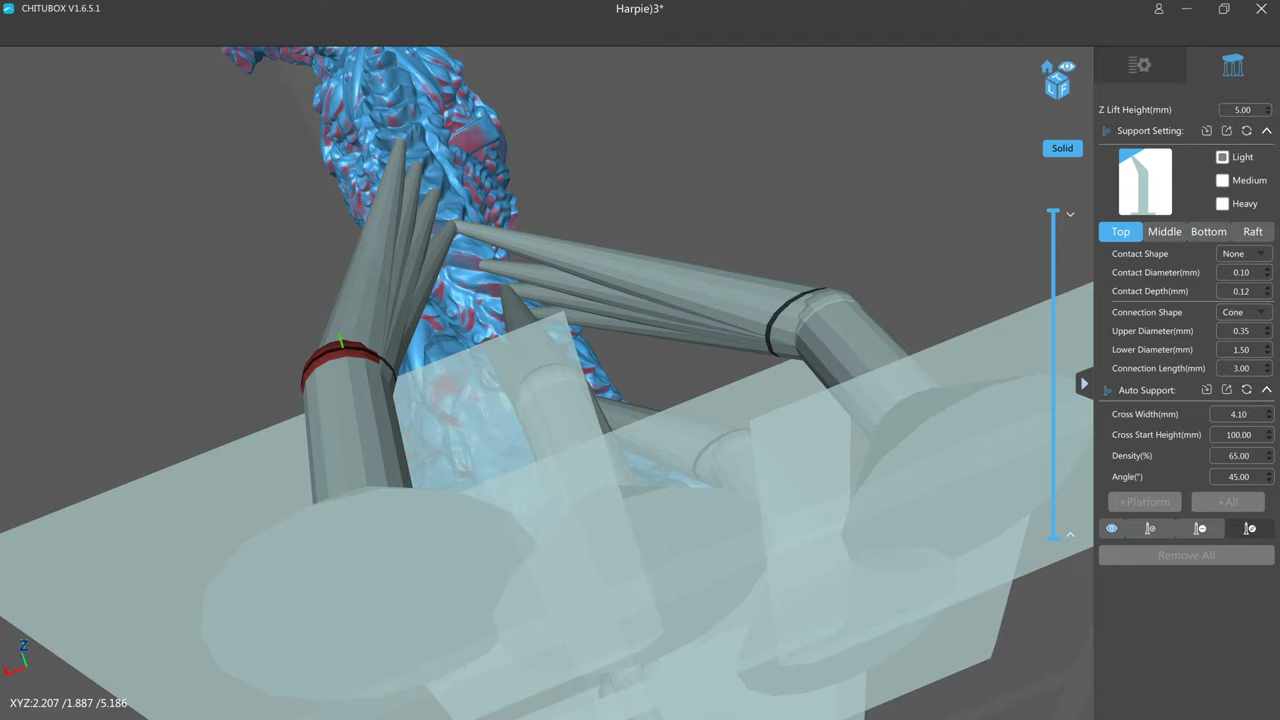 CHITUBOX V1.6.5.1
Harpie)3*
Z Lift Height(mm) 5.00
Support Setting:
Light
Medium
Heavy
Top Middle Bottom Raft
Contact Shape None
Contact Diameter(mm) 0.10
Contact Depth(mm) 0.12
Connection Shape Cone
Upper Diameter(mm) 0.35
Lower Diameter(mm) 1.50
Connection Length(mm) 3.00
Auto Support:
Cross Width(mm) 4.10
Cross Start Height(mm) 100.00
Density(%) 65.00
Angle(°) 45.00
+Platform +All
Remove All
T
L F
Solid
Z
X
XYZ:2.207 /1.887 /5.186